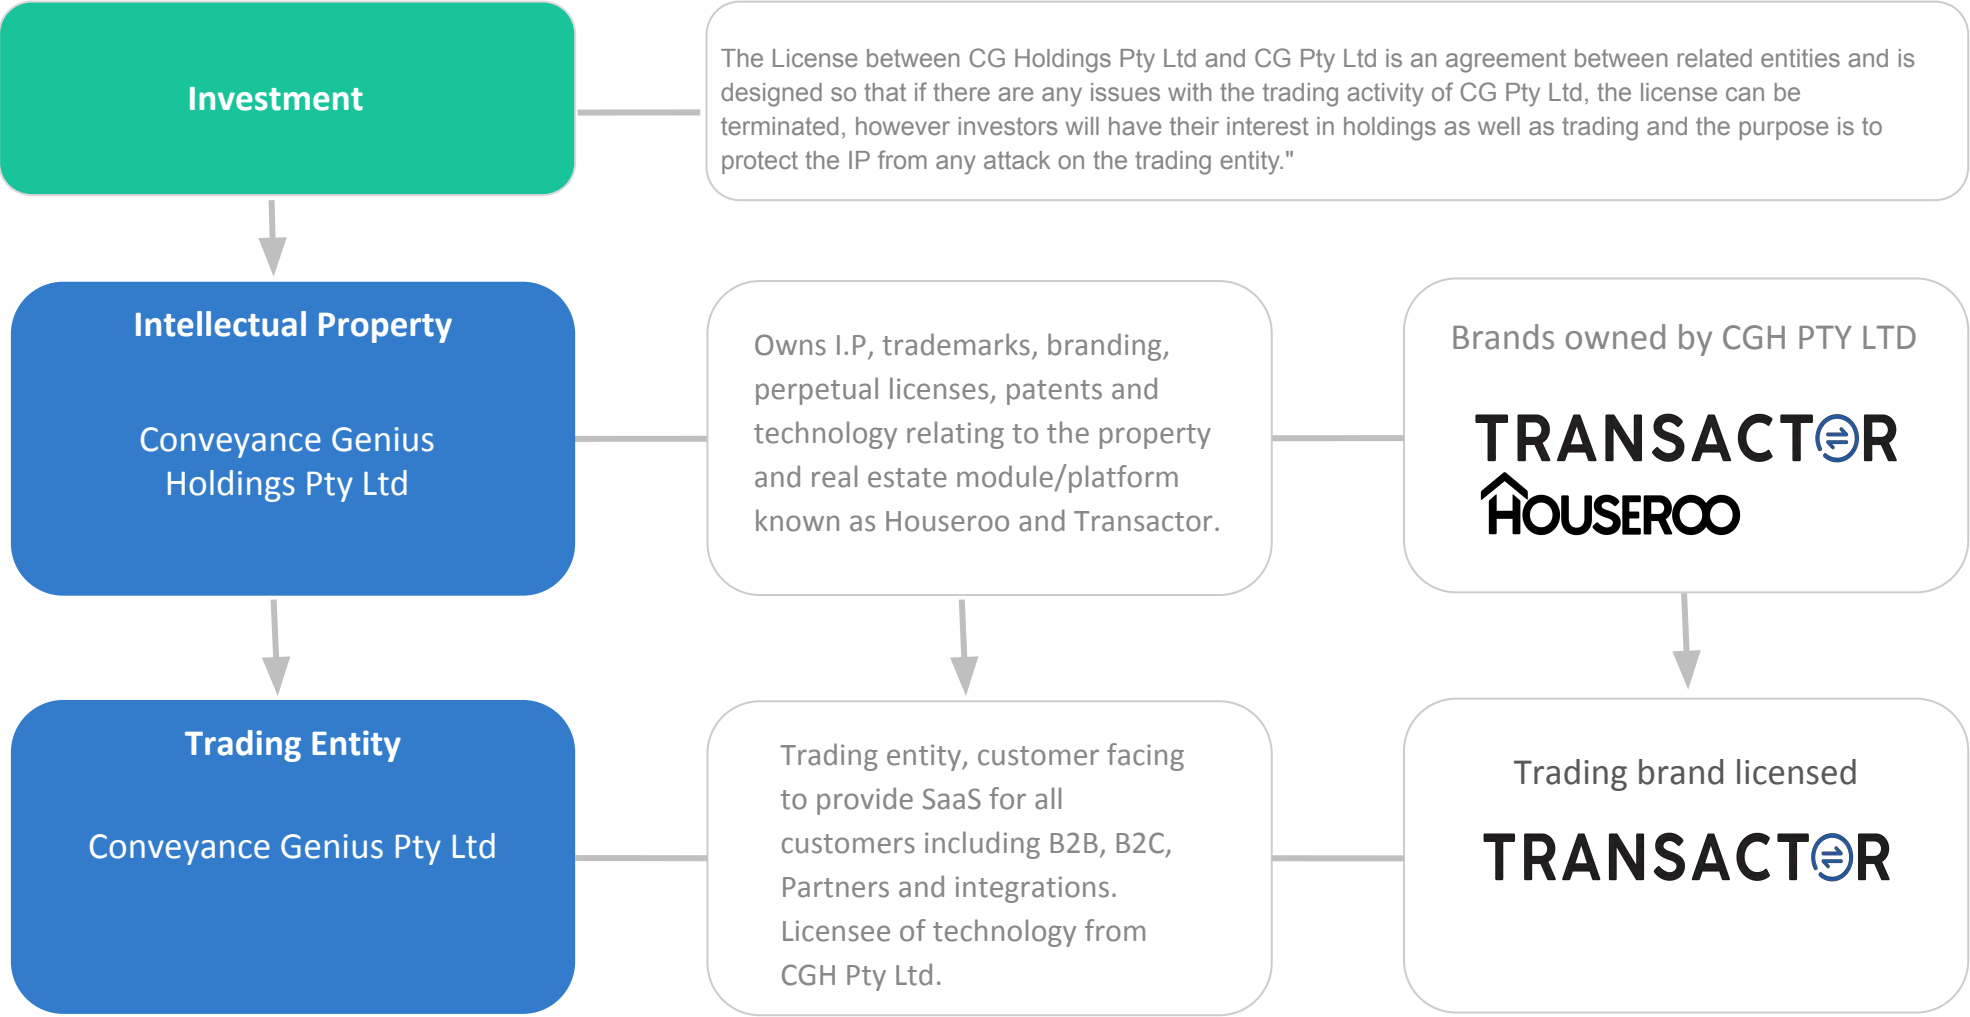 Investment
The License between CG Holdings Pty Ltd and CG Pty Ltd is an agreement between related entities and is
designed so that if there are any issues with the trading activity of CG Pty Ltd, the license can be
terminated, however investors will have their interest in holdings as well as trading and the purpose is to
protect the IP from any attack on the trading entity."
Intellectual Property
Conveyance Genius
Holdings Pty Ltd
Owns I.P, trademarks, branding,
perpetual licenses, patents and
technology relating to the property
and real estate module/platform
known as Houseroo and Transactor.
Brands owned by CGH PTY LTD
TRANSACTOR
HOUSEROO
Trading Entity
Conveyance Genius Pty Ltd
Trading entity, customer facing
to provide SaaS for all
customers including B2B, B2C,
Partners and integrations.
Licensee of technology from
CGH Pty Ltd.
Trading brand licensed
TRANSACTOR